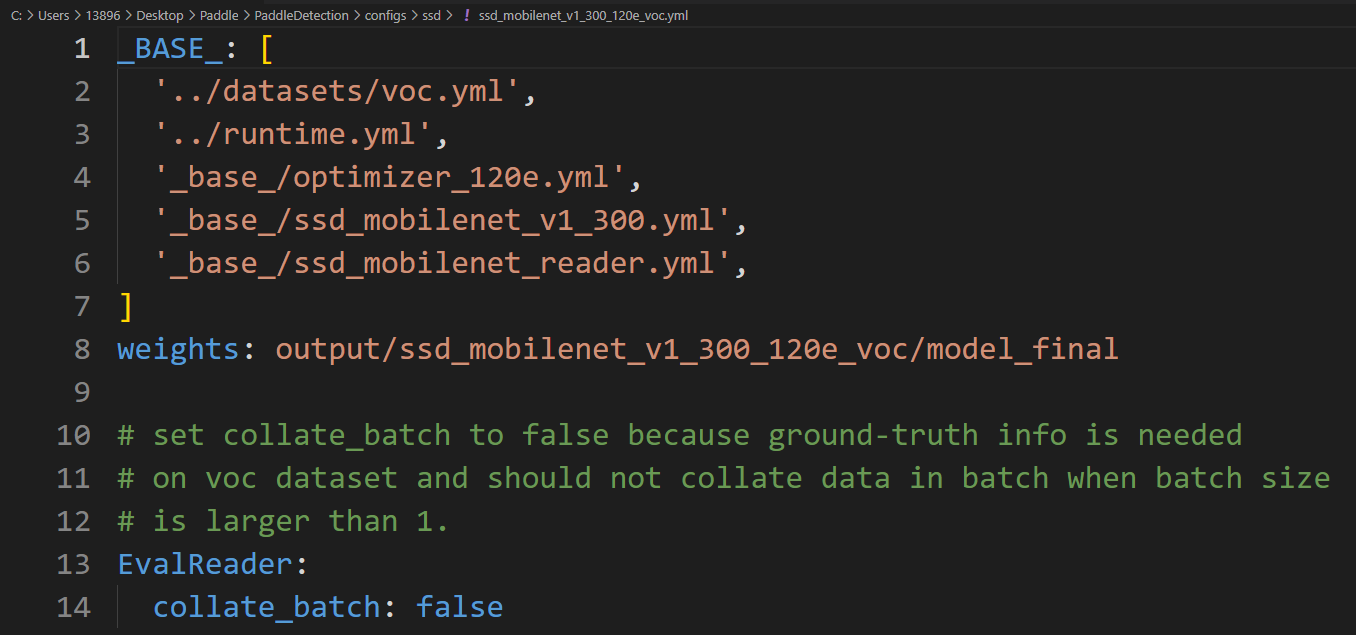 C: > Users > 13896 > Desktop > Paddle > PaddleDetection > configs > ssd > ! ssd_mobilenet_v1_300_120e_voc.yml
1 _BASE_: [
2   '../datasets/voc.yml',
3   '../runtime.yml',
4   '_base_/optimizer_120e.yml',
5   '_base_/ssd_mobilenet_v1_300.yml',
6   '_base_/ssd_mobilenet_reader.yml',
7 ]
8 weights: output/ssd_mobilenet_v1_300_120e_voc/model_final
9
10 # set collate_batch to false because ground-truth info is needed
11 # on voc dataset and should not collate data in batch when batch size
12 # is larger than 1.
13 EvalReader:
14   collate_batch: false